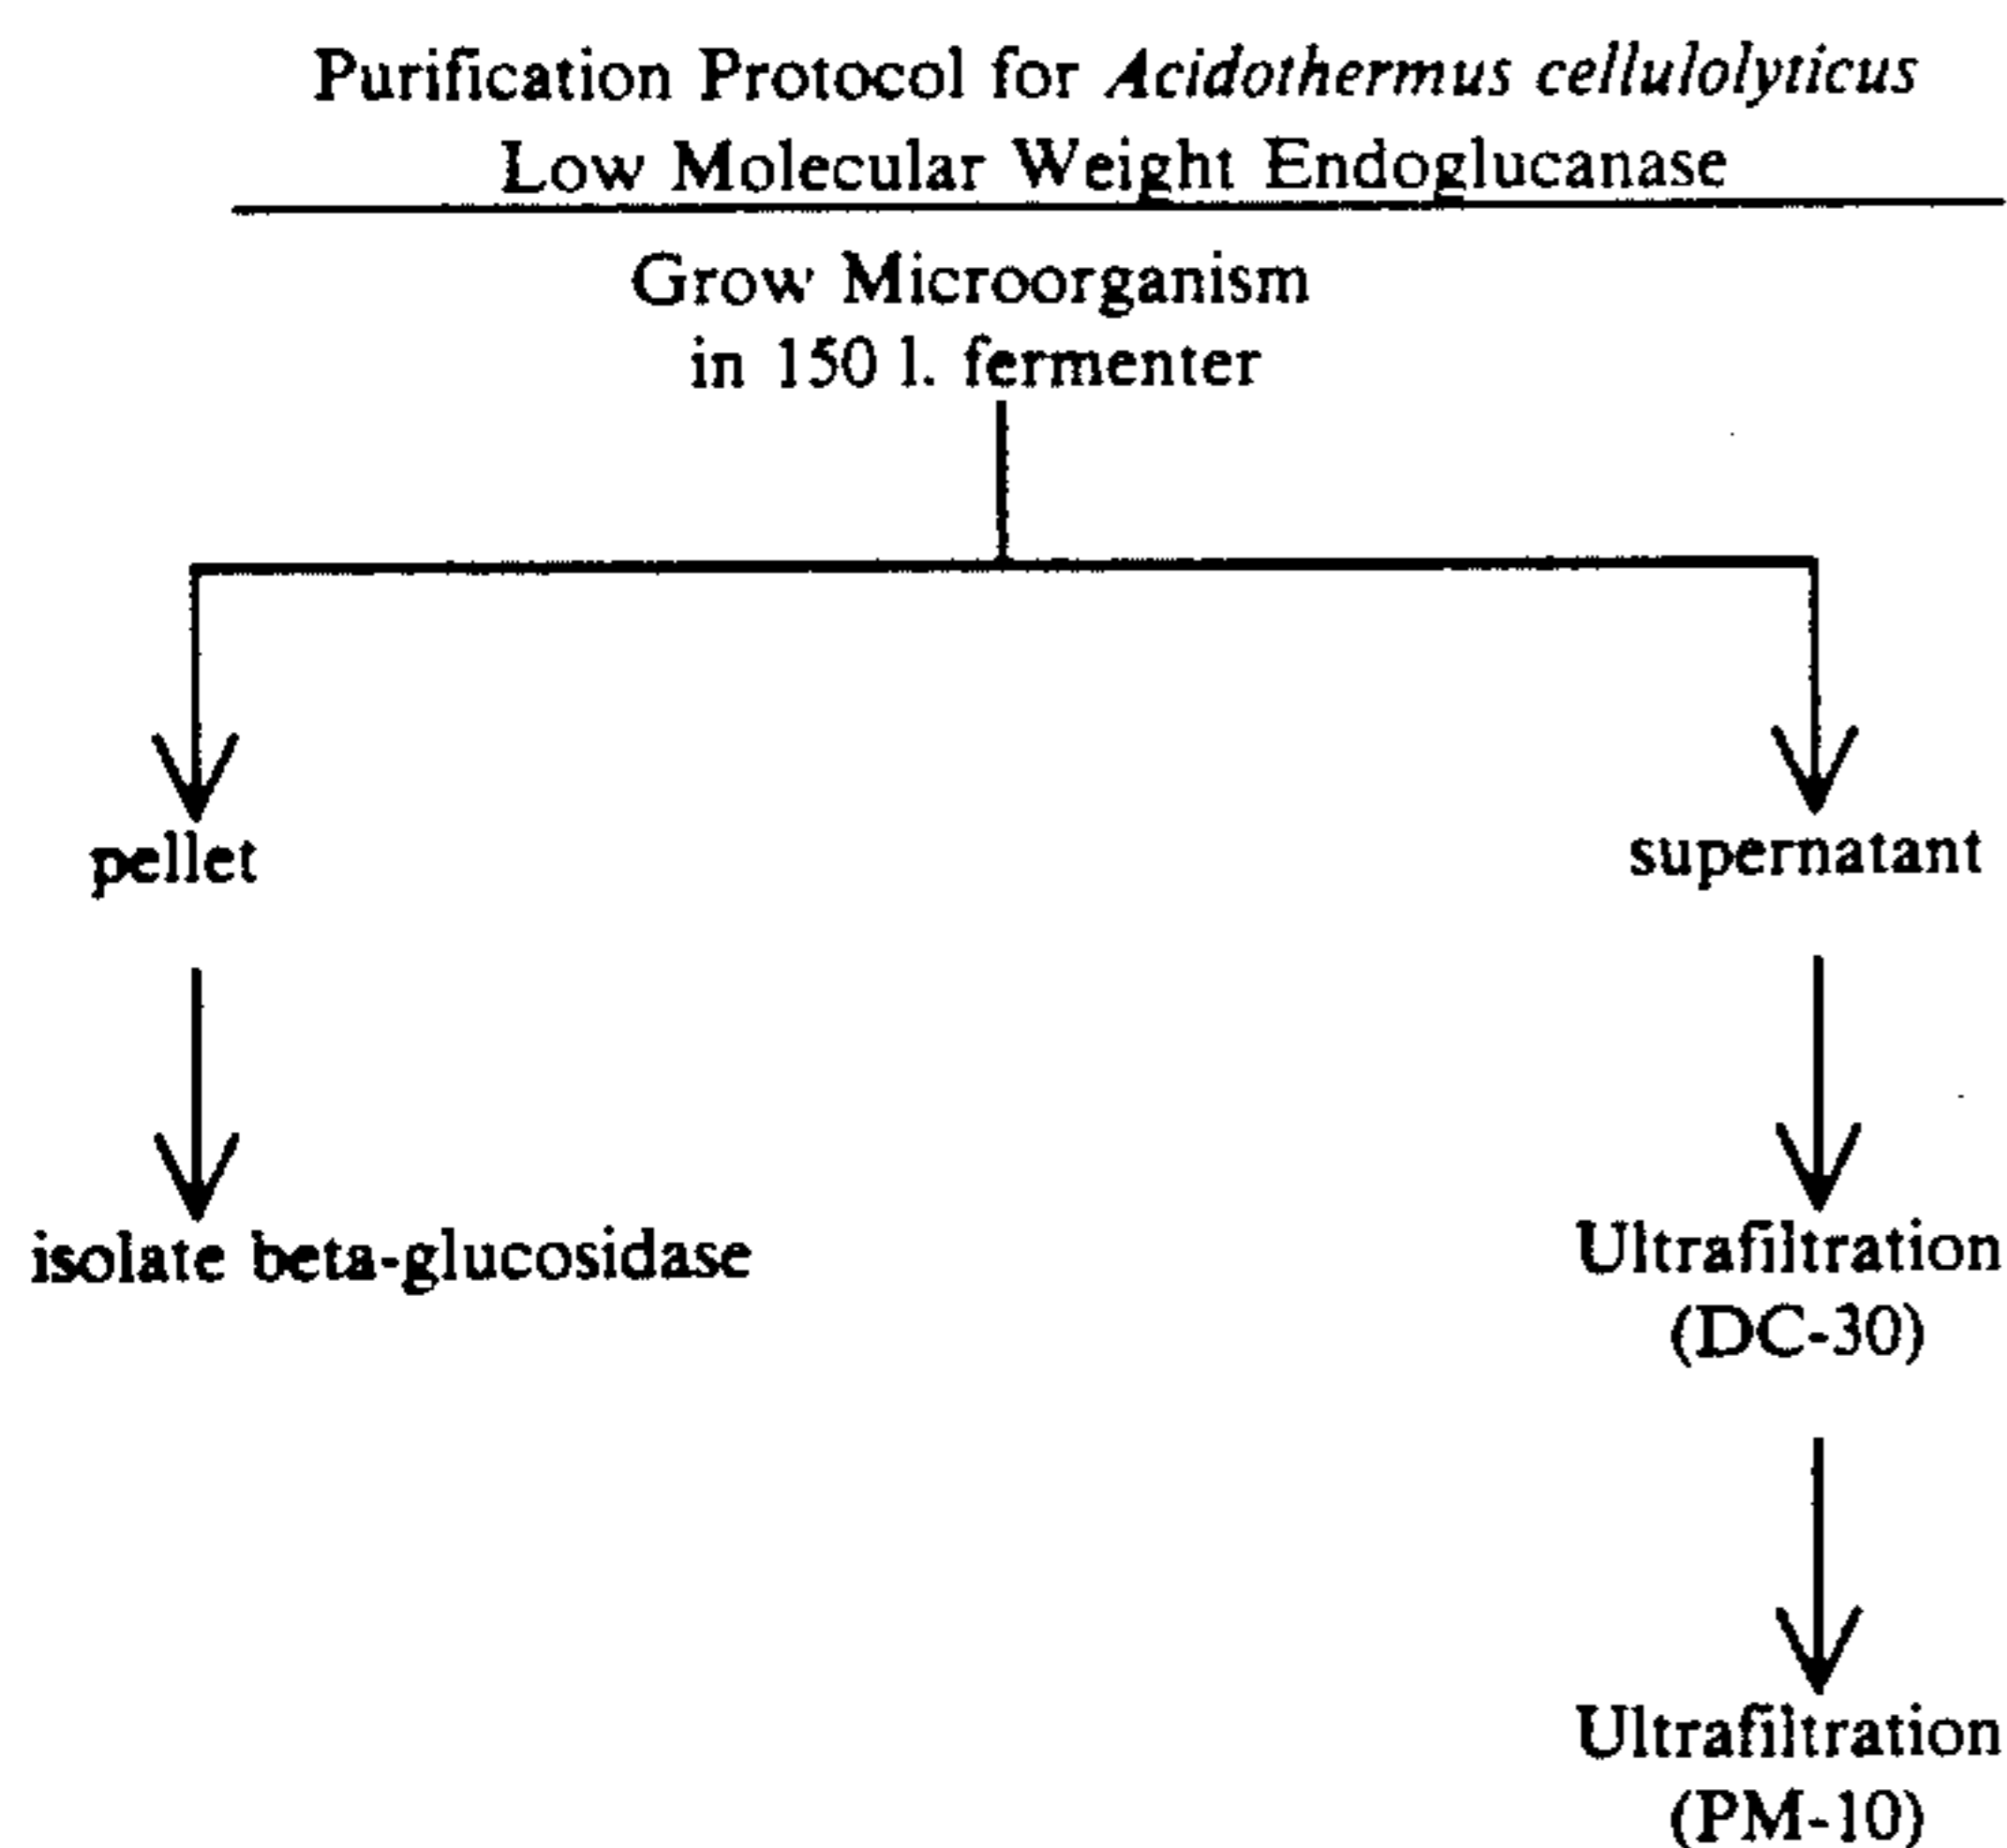 Purification Protocol for Acidothermus cellulolyticus
Low Molecular Weight Endoglucanase
Grow Microorganism
in 150 l. fermenter
pellet
supernatant
isolate beta-glucosidase
Ultrafiltration
(DC-30)
Ultrafiltration
(PM-10)